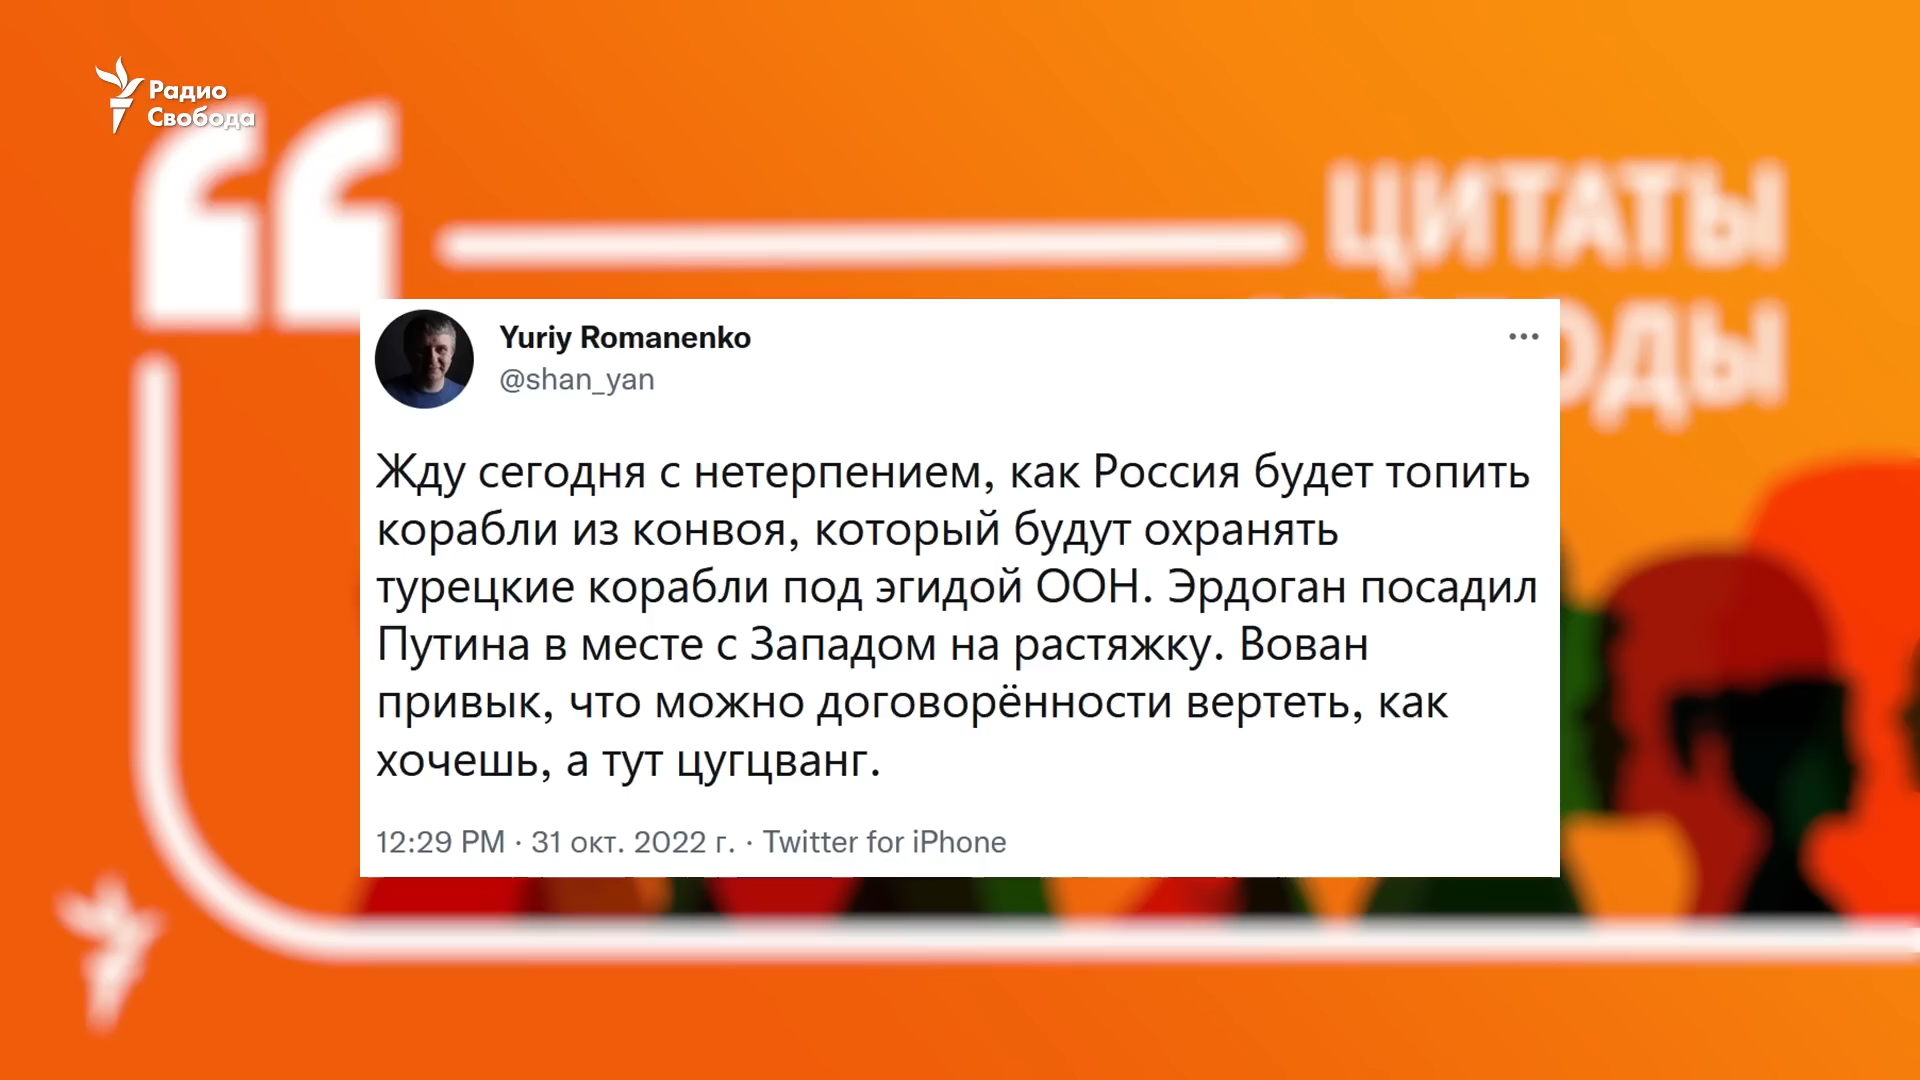 Радио
Свобода
ЦИТАТЫ
Yuriy Romanenko
@shan_yan
Жду сегодня с нетерпением, как Россия будет топить
корабли из конвоя, который будут охранять
турецкие корабли под эгидой ООН. Эрдоган посадил
Путина в месте с Западом на растяжку. Вован
привык, что можно договорённости вертеть, как
хочешь, а тут цугцванг.
12:29 PM · 31 окт. 2022 г. · Twitter for iPhone